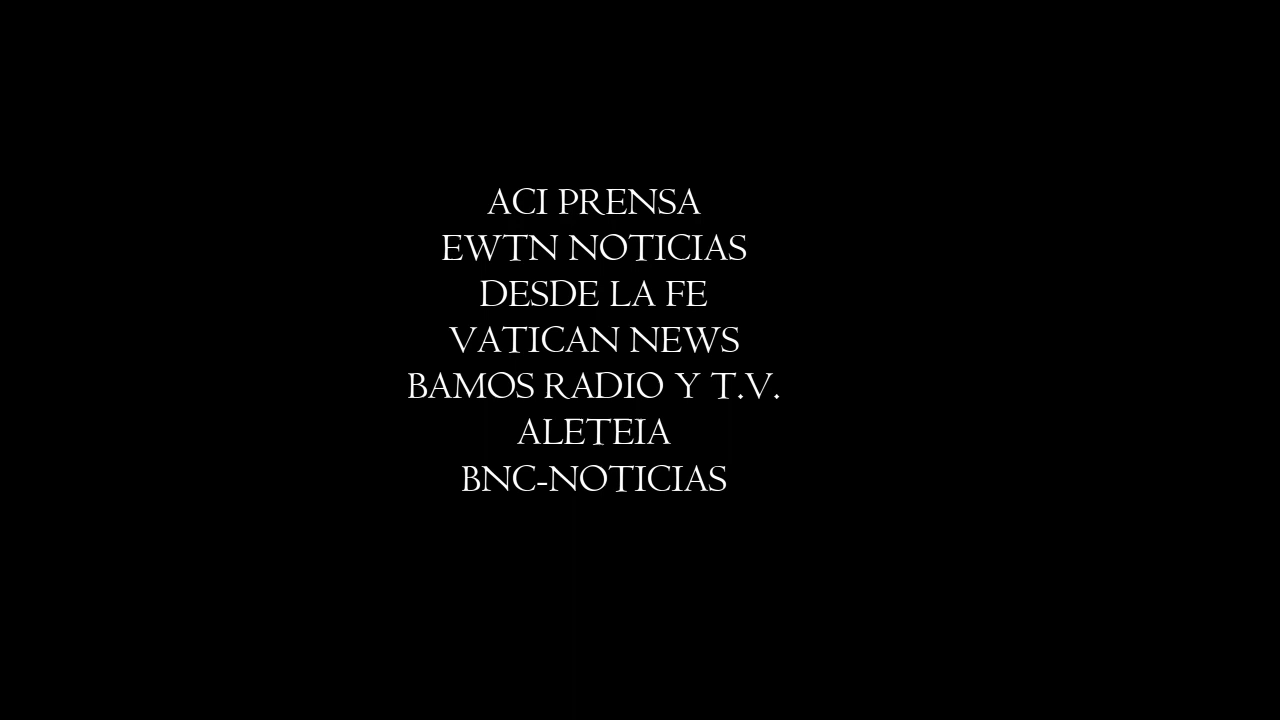 ACI PRENSA
EWTN NOTICIAS
DESDE LA FE
VATICAN NEWS
BAMOS RADIO Y T.V.
ALETEIA
BNC-NOTICIAS